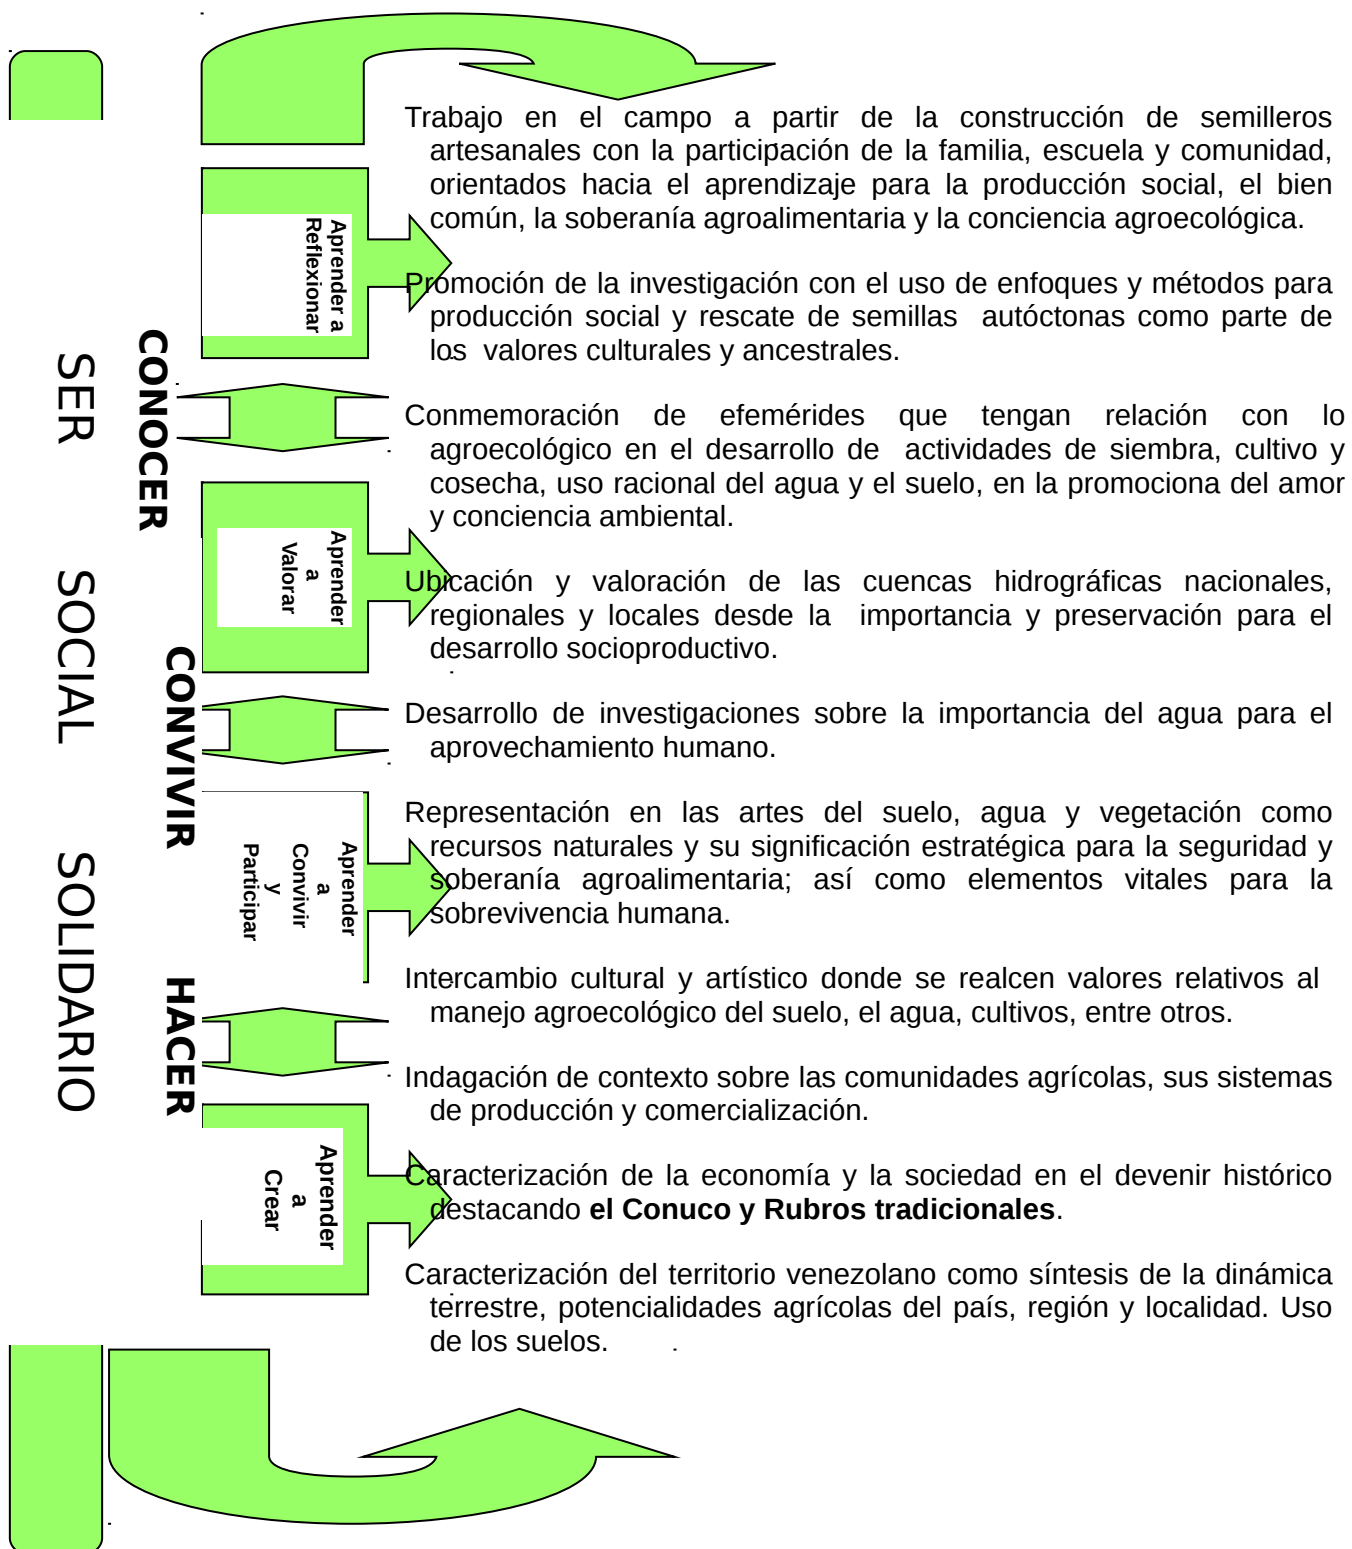 SER SOCIAL SOLIDARIO
CONOCER
CONVIVIR
HACER
Aprender a
Reflexionar
Aprender
a
Valorar
Aprender
a
Convivir
y
Participar
Aprender
a
Crear
Trabajo en el campo a partir de la construcción de semilleros
artesanales con la participación de la familia, escuela y comunidad,
orientados hacia el aprendizaje para la producción social, el bien
común, la soberanía agroalimentaria y la conciencia agroecológica.
Promoción de la investigación con el uso de enfoques y métodos para
producción social y rescate de semillas autóctonas como parte de
los valores culturales y ancestrales.
Conmemoración de efemérides que tengan relación con lo
agroecológico en el desarrollo de actividades de siembra, cultivo y
cosecha, uso racional del agua y el suelo, en la promociona del amor
y conciencia ambiental.
Ubicación y valoración de las cuencas hidrográficas nacionales,
regionales y locales desde la importancia y preservación para el
desarrollo socioproductivo.
Desarrollo de investigaciones sobre la importancia del agua para el
aprovechamiento humano.
Representación en las artes del suelo, agua y vegetación como
recursos naturales y su significación estratégica para la seguridad y
soberanía agroalimentaria; así como elementos vitales para la
sobrevivencia humana.
Intercambio cultural y artístico donde se realcen valores relativos al
manejo agroecológico del suelo, el agua, cultivos, entre otros.
Indagación de contexto sobre las comunidades agrícolas, sus sistemas
de producción y comercialización.
Caracterización de la economía y la sociedad en el devenir histórico
destacando el Conuco y Rubros tradicionales.
Caracterización del territorio venezolano como síntesis de la dinámica
terrestre, potencialidades agrícolas del país, región y localidad. Uso
de los suelos.